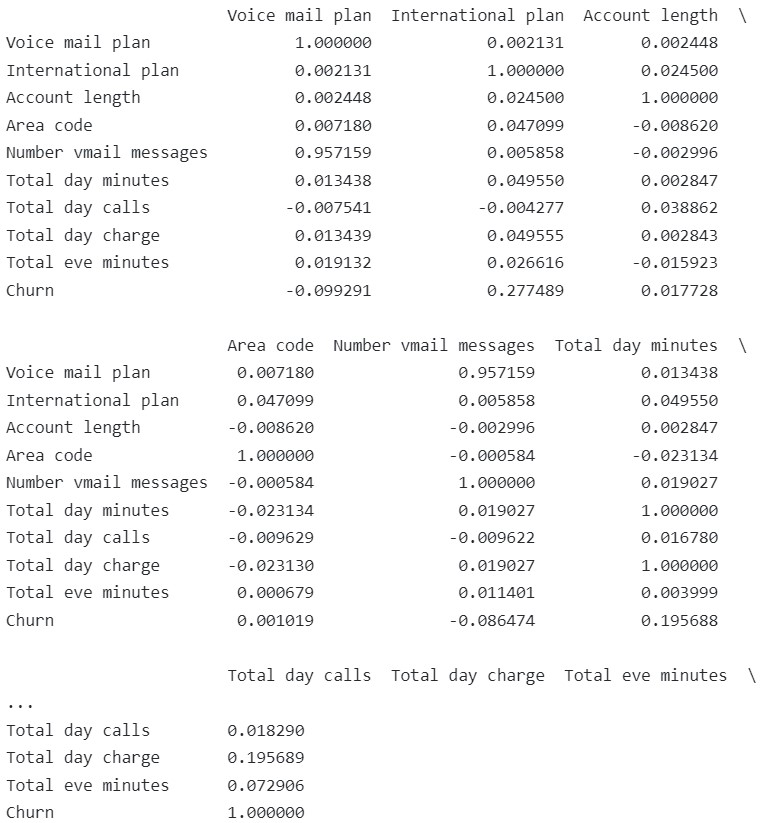 Voice mail plan  International plan  Account length  \
Voice mail plan 1.000000 0.002131 0.002448
International plan 0.002131 1.000000 0.024500
Account length 0.002448 0.024500 1.000000
Area code 0.007180 0.047099 -0.008620
Number vmail messages 0.957159 0.005858 -0.002996
Total day minutes 0.013438 0.049550 0.002847
Total day calls -0.007541 -0.004277 0.038862
Total day charge 0.013439 0.049555 0.002843
Total eve minutes 0.019132 0.026616 -0.015923
Churn -0.099291 0.277489 0.017728
Area code  Number vmail messages  Total day minutes  \
Voice mail plan 0.007180 0.957159 0.013438
International plan 0.047099 0.005858 0.049550
Account length -0.008620 -0.002996 0.002847
Area code 1.000000 -0.000584 -0.023134
Number vmail messages -0.000584 1.000000 0.019027
Total day minutes -0.023134 0.019027 1.000000
Total day calls -0.009629 -0.009622 0.016780
Total day charge -0.023130 0.019027 1.000000
Total eve minutes 0.000679 0.011401 0.003999
Churn 0.001019 -0.086474 0.195688
Total day calls  Total day charge  Total eve minutes  \
...
Total day calls 0.018290
Total day charge 0.195689
Total eve minutes 0.072906
Churn 1.000000